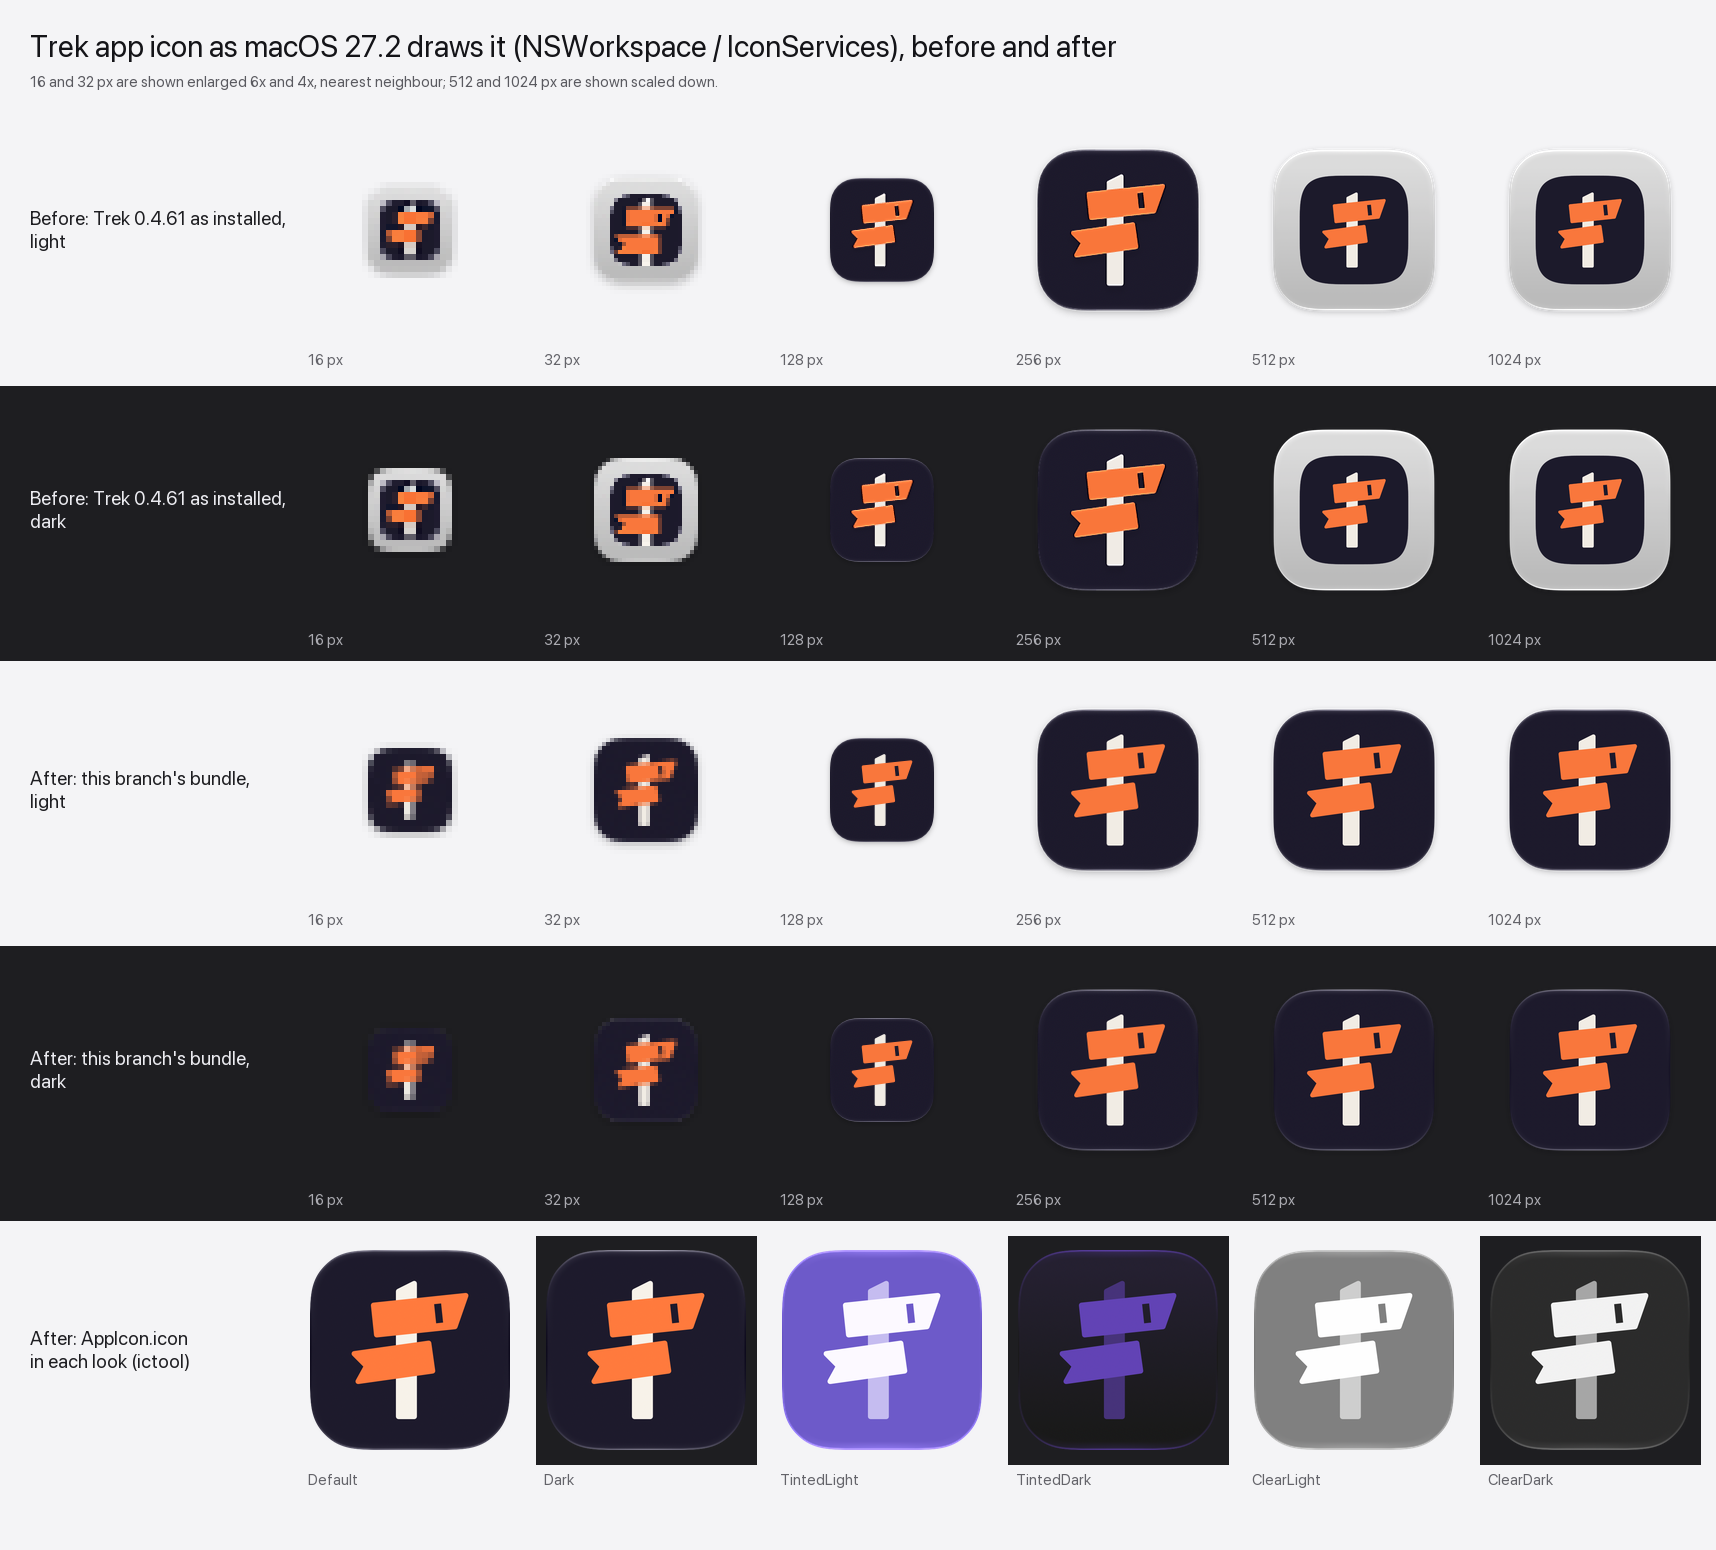 Trek app icon as macOS 27.2 draws it (NSWorkspace / IconServices), before and after
16 and 32 px are shown enlarged 6x and 4x, nearest neighbour; 512 and 1024 px are shown scaled down.
Before: Trek 0.4.61 as installed,
light
16 px
32 px
128 px
256 px
512 px
1024 px
Before: Trek 0.4.61 as installed,
dark
16 px
32 px
128 px
256 px
512 px
1024 px
After: this branch's bundle,
light
16 px
32 px
128 px
256 px
512 px
1024 px
After: this branch's bundle,
dark
16 px
32 px
128 px
256 px
512 px
1024 px
After: AppIcon.icon
in each look (ictool)
Default
Dark
TintedLight
TintedDark
ClearLight
ClearDark